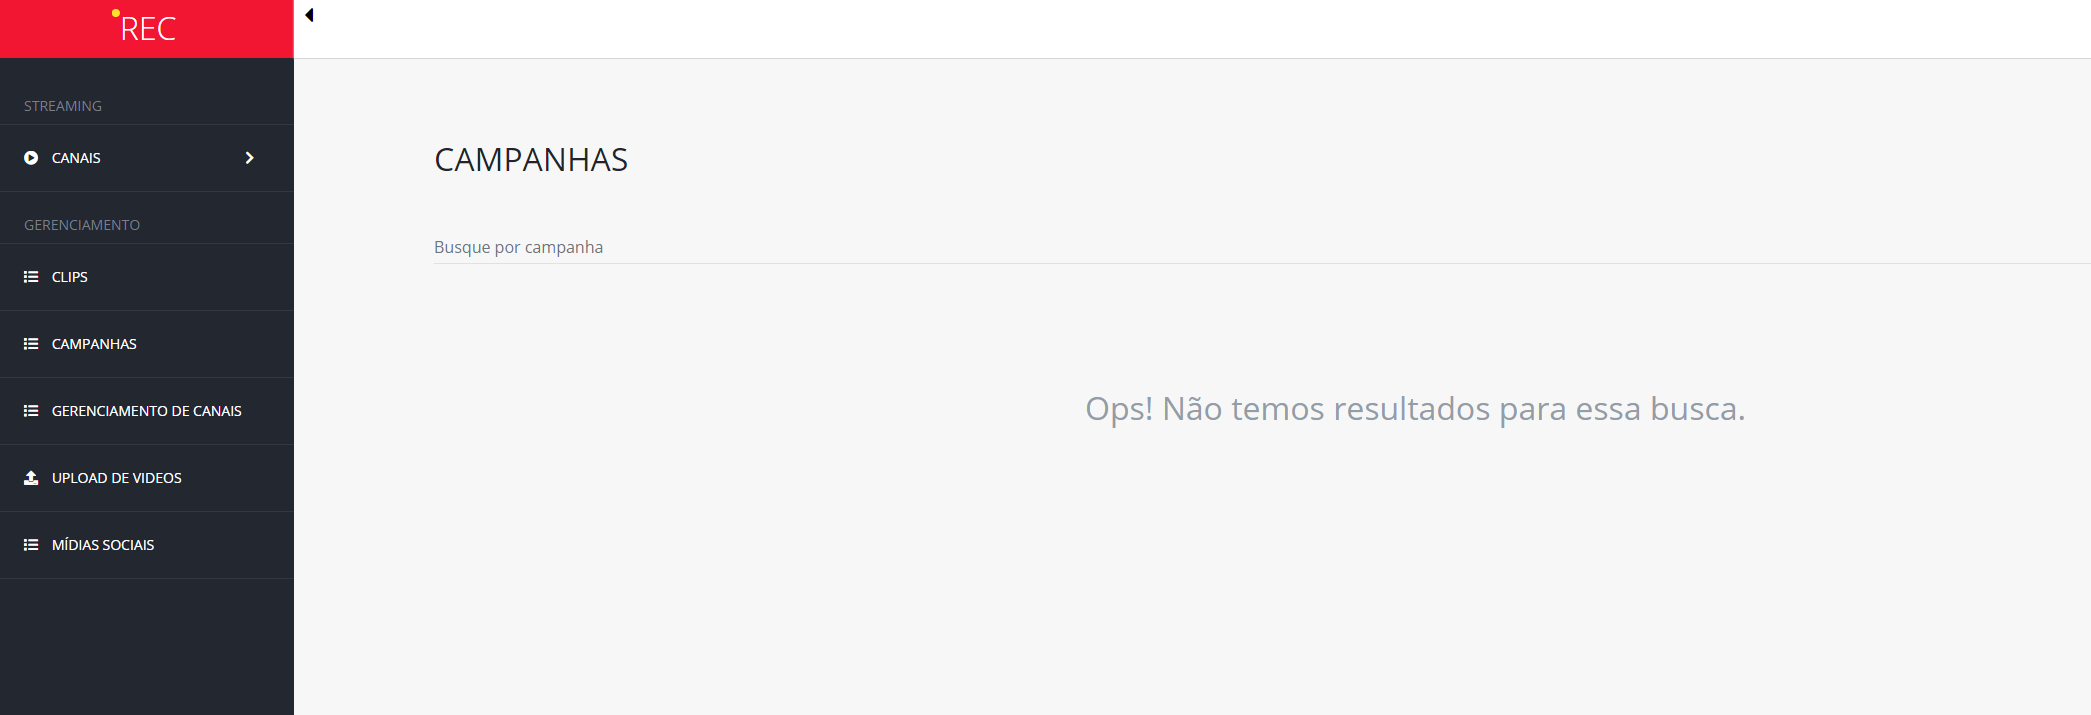 REC
STREAMING
CANAIS
GERENCIAMENTO
CLIPS
CAMPANHAS
GERENCIAMENTO DE CANAIS
UPLOAD DE VIDEOS
MÍDIAS SOCIAIS
CAMPANHAS
Busque por campanha
Ops! Não temos resultados para essa busca.